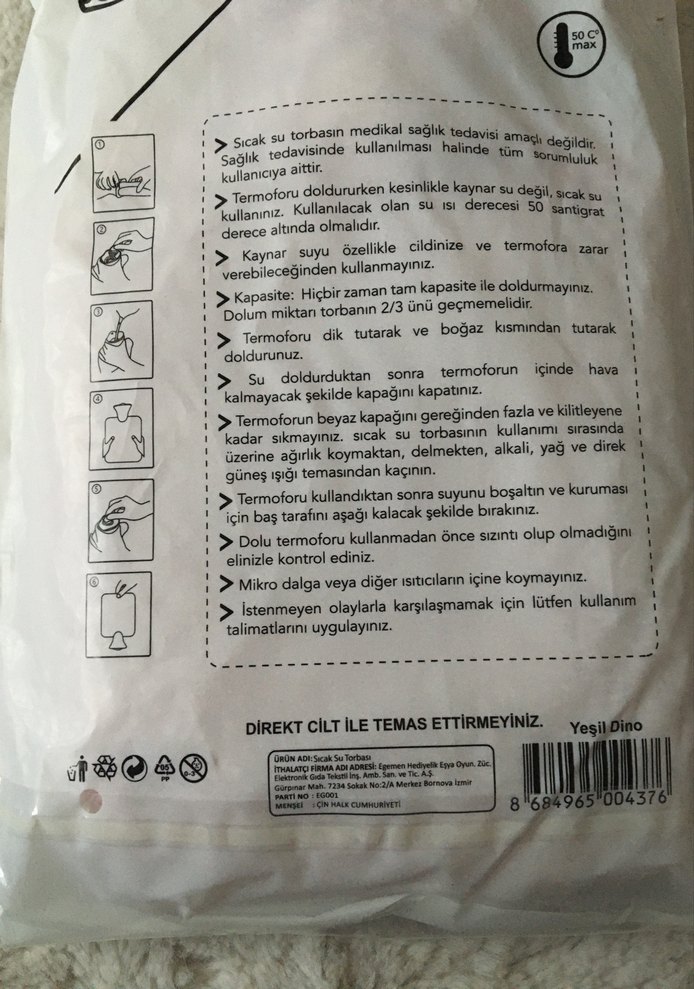 50 C°
max
1
2
3
4
5
6
> Sıcak su torbasın medikal sağlık tedavisi amaçlı değildir.
Sağlık tedavisinde kullanılması halinde tüm sorumluluk
kullanıcıya aittir.
> Termoforu doldururken kesinlikle kaynar su değil, sıcak su
kullanınız. Kullanılacak olan su ısı derecesi 50 santigrat
derece altında olmalıdır.
> Kaynar suyu özellikle cildinize ve termofora zarar
verebileceğinden kullanmayınız.
> Kapasite: Hiçbir zaman tam kapasite ile doldurmayınız.
Dolum miktarı torbanın 2/3 ünü geçmemelidir.
> Termoforu dik tutarak ve boğaz kısmından tutarak
doldurunuz.
> Su doldurduktan sonra termoforun içinde hava
kalmayacak şekilde kapağını kapatınız.
> Termoforun beyaz kapağını gereğinden fazla ve kilitleyene
kadar sıkmayınız. sıcak su torbasının kullanımı sırasında
üzerine ağırlık koymaktan, delmekten, alkali, yağ ve direk
güneş ışığı temasından kaçının.
> Termoforu kullandıktan sonra suyunu boşaltın ve kuruması
için baş tarafını aşağı kalacak şekilde bırakınız.
> Dolu termoforu kullanmadan önce sızıntı olup olmadığını
elinizle kontrol ediniz.
> Mikro dalga veya diğer ısıtıcıların içine koymayınız.
> İstenmeyen olaylarla karşılaşmamak için lütfen kullanım
talimatlarını uygulayınız.
DİREKT CİLT İLE TEMAS ETTİRMEYİNİZ.
Yeşil Dino
05
PP
0-3
ÜRÜN ADI: Sıcak Su Torbası
İTHALATÇI FİRMA ADI ADRESİ: Egemen Hediyelik Eşya Oyun. Züc.
Elektronik Gıda Tekstil İnş. Amb. San. ve Tic. A.Ş.
Gürpınar Mah. 7234 Sokak No:2/A Merkez Bornova İzmir
PARTİ NO : EG001
MENŞEİ : ÇİN HALK CUMHURİYETİ
8 684965 004376